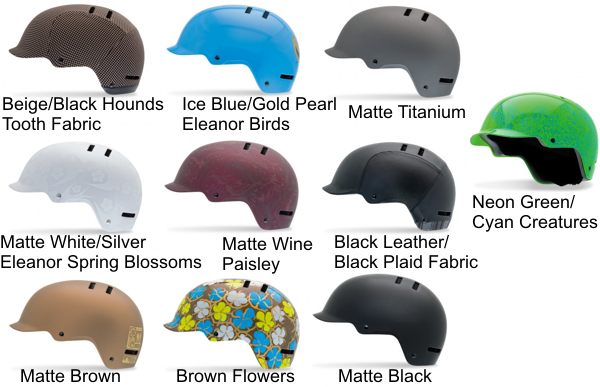 Beige/Black Hounds
Tooth Fabric
Ice Blue/Gold Pearl
Eleanor Birds
Matte Titanium
Neon Green/
Cyan Creatures
Matte White/Silver
Eleanor Spring Blossoms
Matte Wine
Paisley
Black Leather/
Black Plaid Fabric
Matte Brown
Brown Flowers
Matte Black